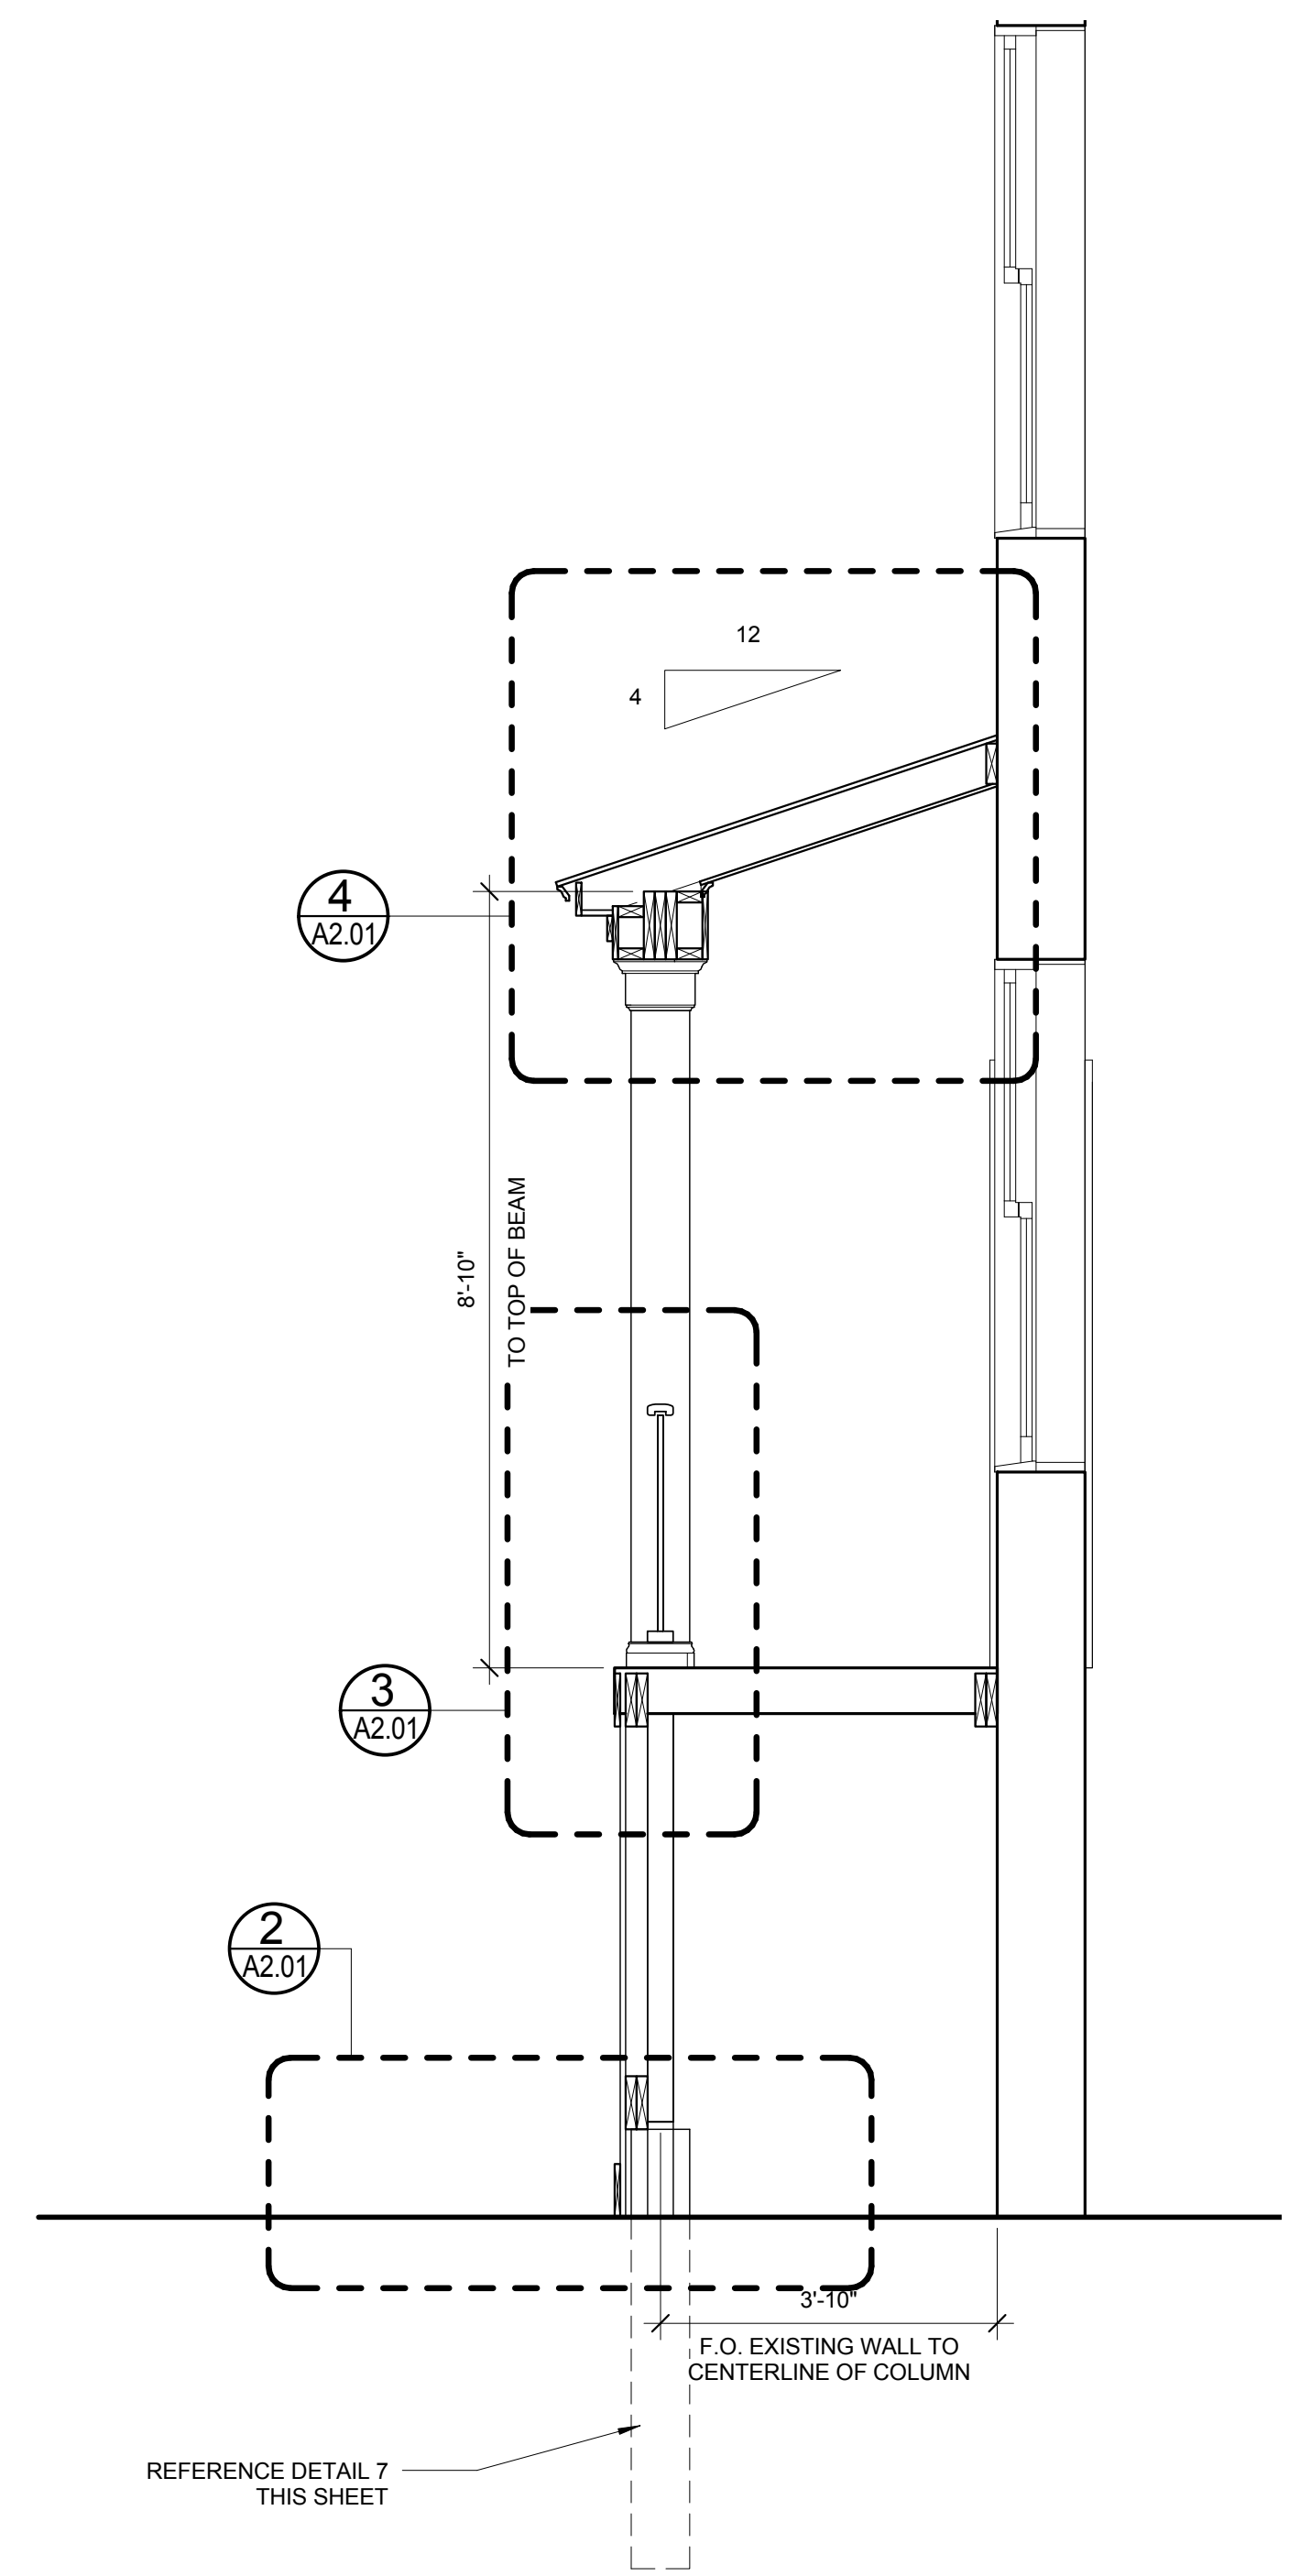 12
4
4
A2.01
8'-10"
TO TOP OF BEAM
3
A2.01
2
A2.01
3'-10"
F.O. EXISTING WALL TO
CENTERLINE OF COLUMN
REFERENCE DETAIL 7
THIS SHEET